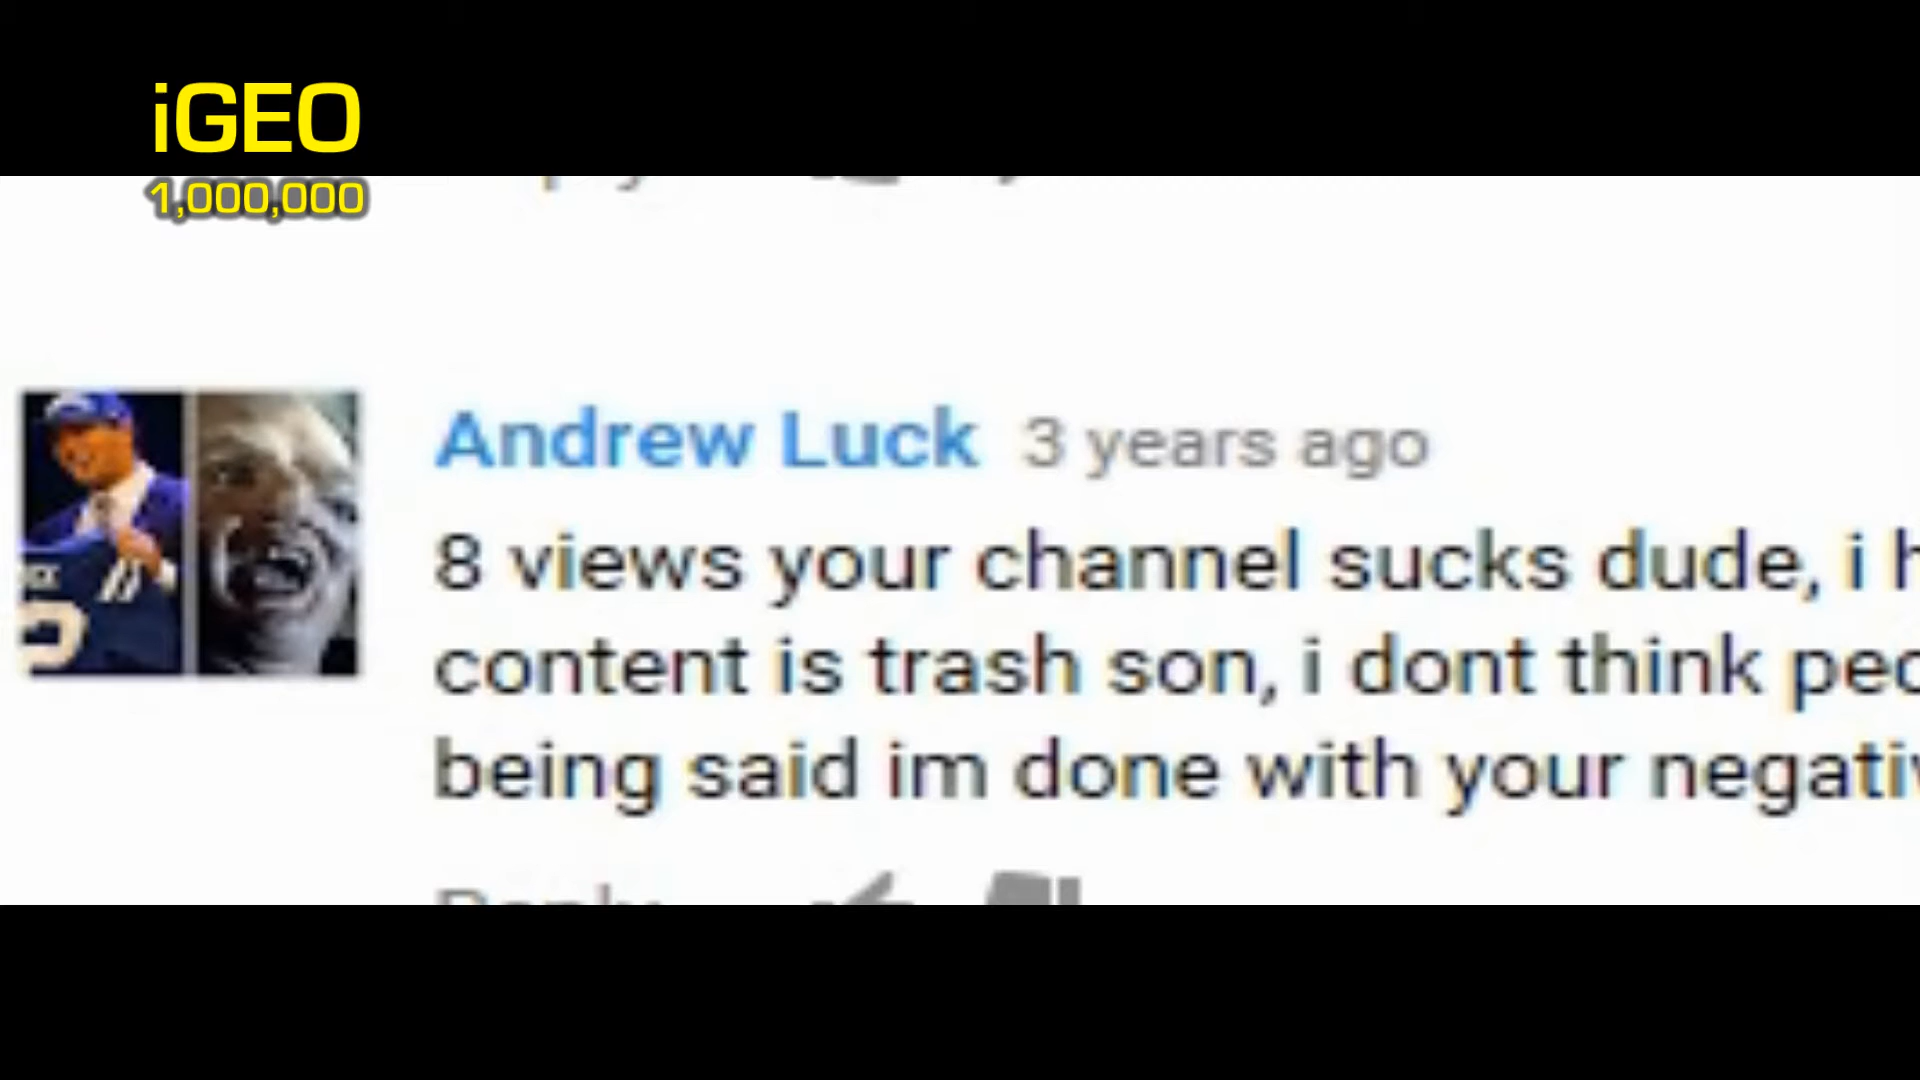 iGEO
1,000,000
Andrew Luck 3 years ago
8 views your channel sucks dude, i
content is trash son, i dont think
being said im done with your
Reply